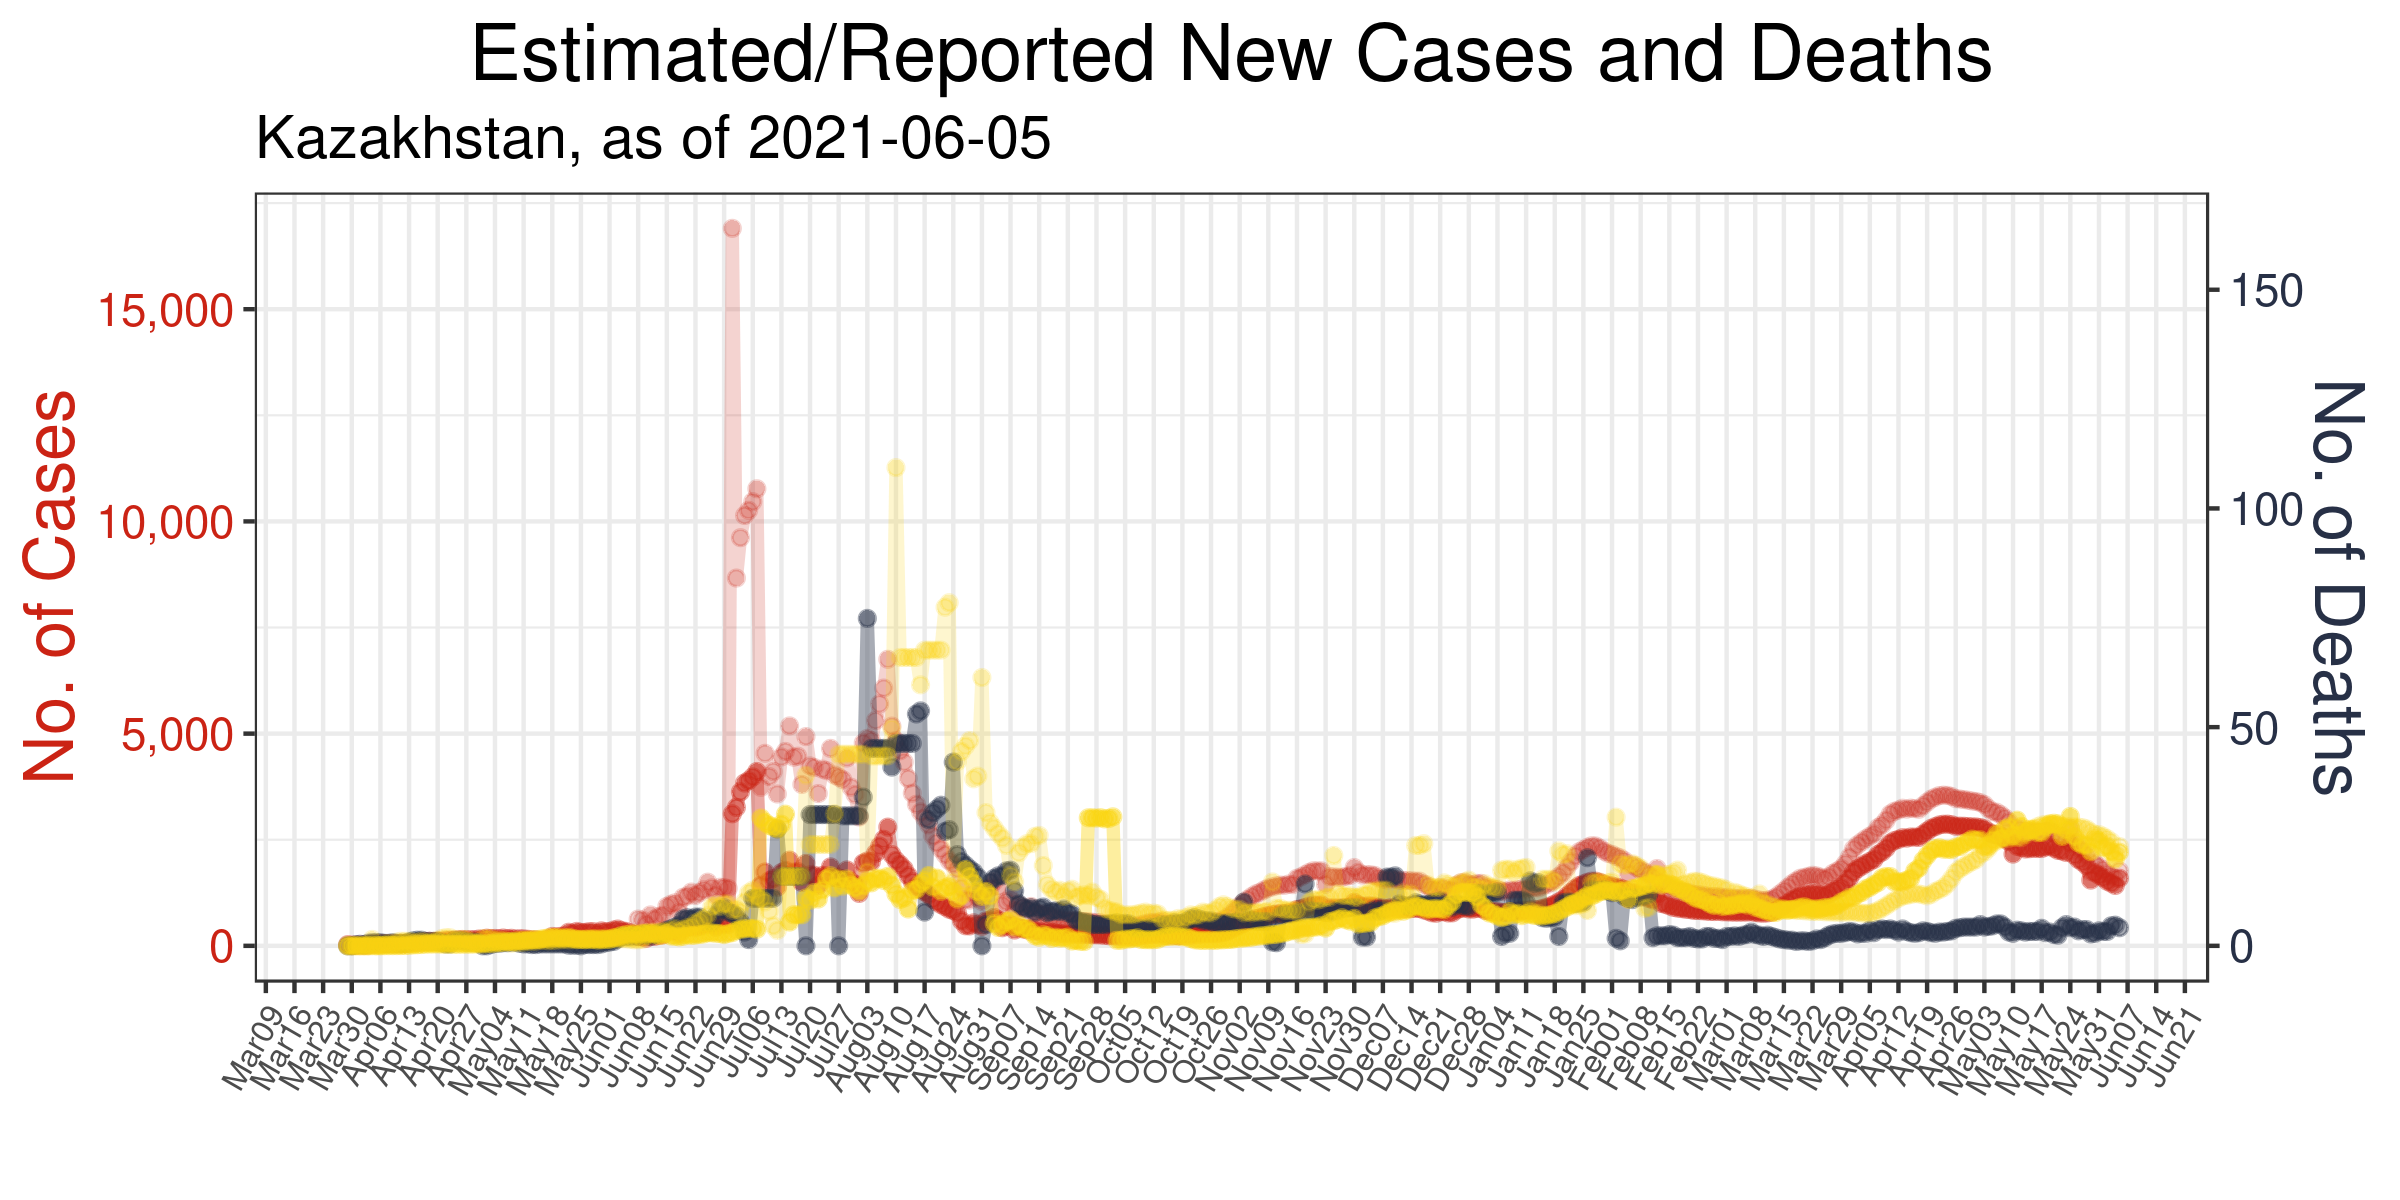 Estimated/Reported New Cases and Deaths
Kazakhstan, as of 2021-06-05
No. of Cases
15,000
10,000
5,000
0
150
100
50
0
No. of Deaths
Mar09
Mar16
Mar23
Mar30
Apr06
Apr13
Apr20
Apr27
May04
May11
May18
May25
Jun01
Jun08
Jun15
Jun22
Jun29
Jul06
Jul13
Jul20
Jul27
Aug03
Aug10
Aug17
Aug24
Aug31
Sep07
Sep14
Sep21
Sep28
Oct05
Oct12
Oct19
Oct26
Nov02
Nov09
Nov16
Nov23
Nov30
Dec07
Dec14
Dec21
Dec28
Jan04
Jan11
Jan18
Jan25
Feb01
Feb08
Feb15
Feb22
Mar01
Mar08
Mar15
Mar22
Mar29
Apr05
Apr12
Apr19
Apr26
May03
May10
May17
May24
May31
Jun07
Jun14
Jun21